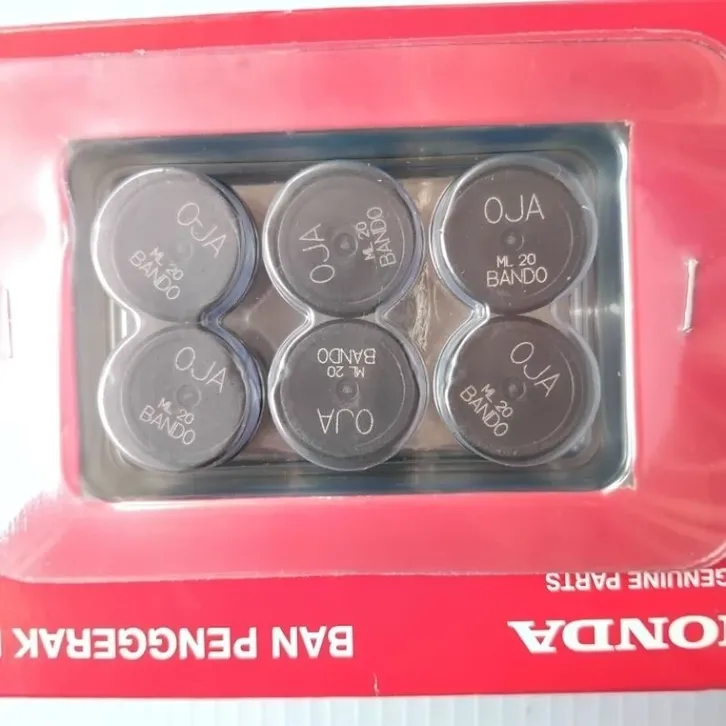 OJA
ML 20
BANDO
OJA
ML 20
BANDO
OJA
ML 20
BANDO
OJA
ML 20
BANDO
OJA
ML 20
BANDO
OJA
ML 20
BANDO
HONDA
GENUINE PARTS
BAN PENGGERAK